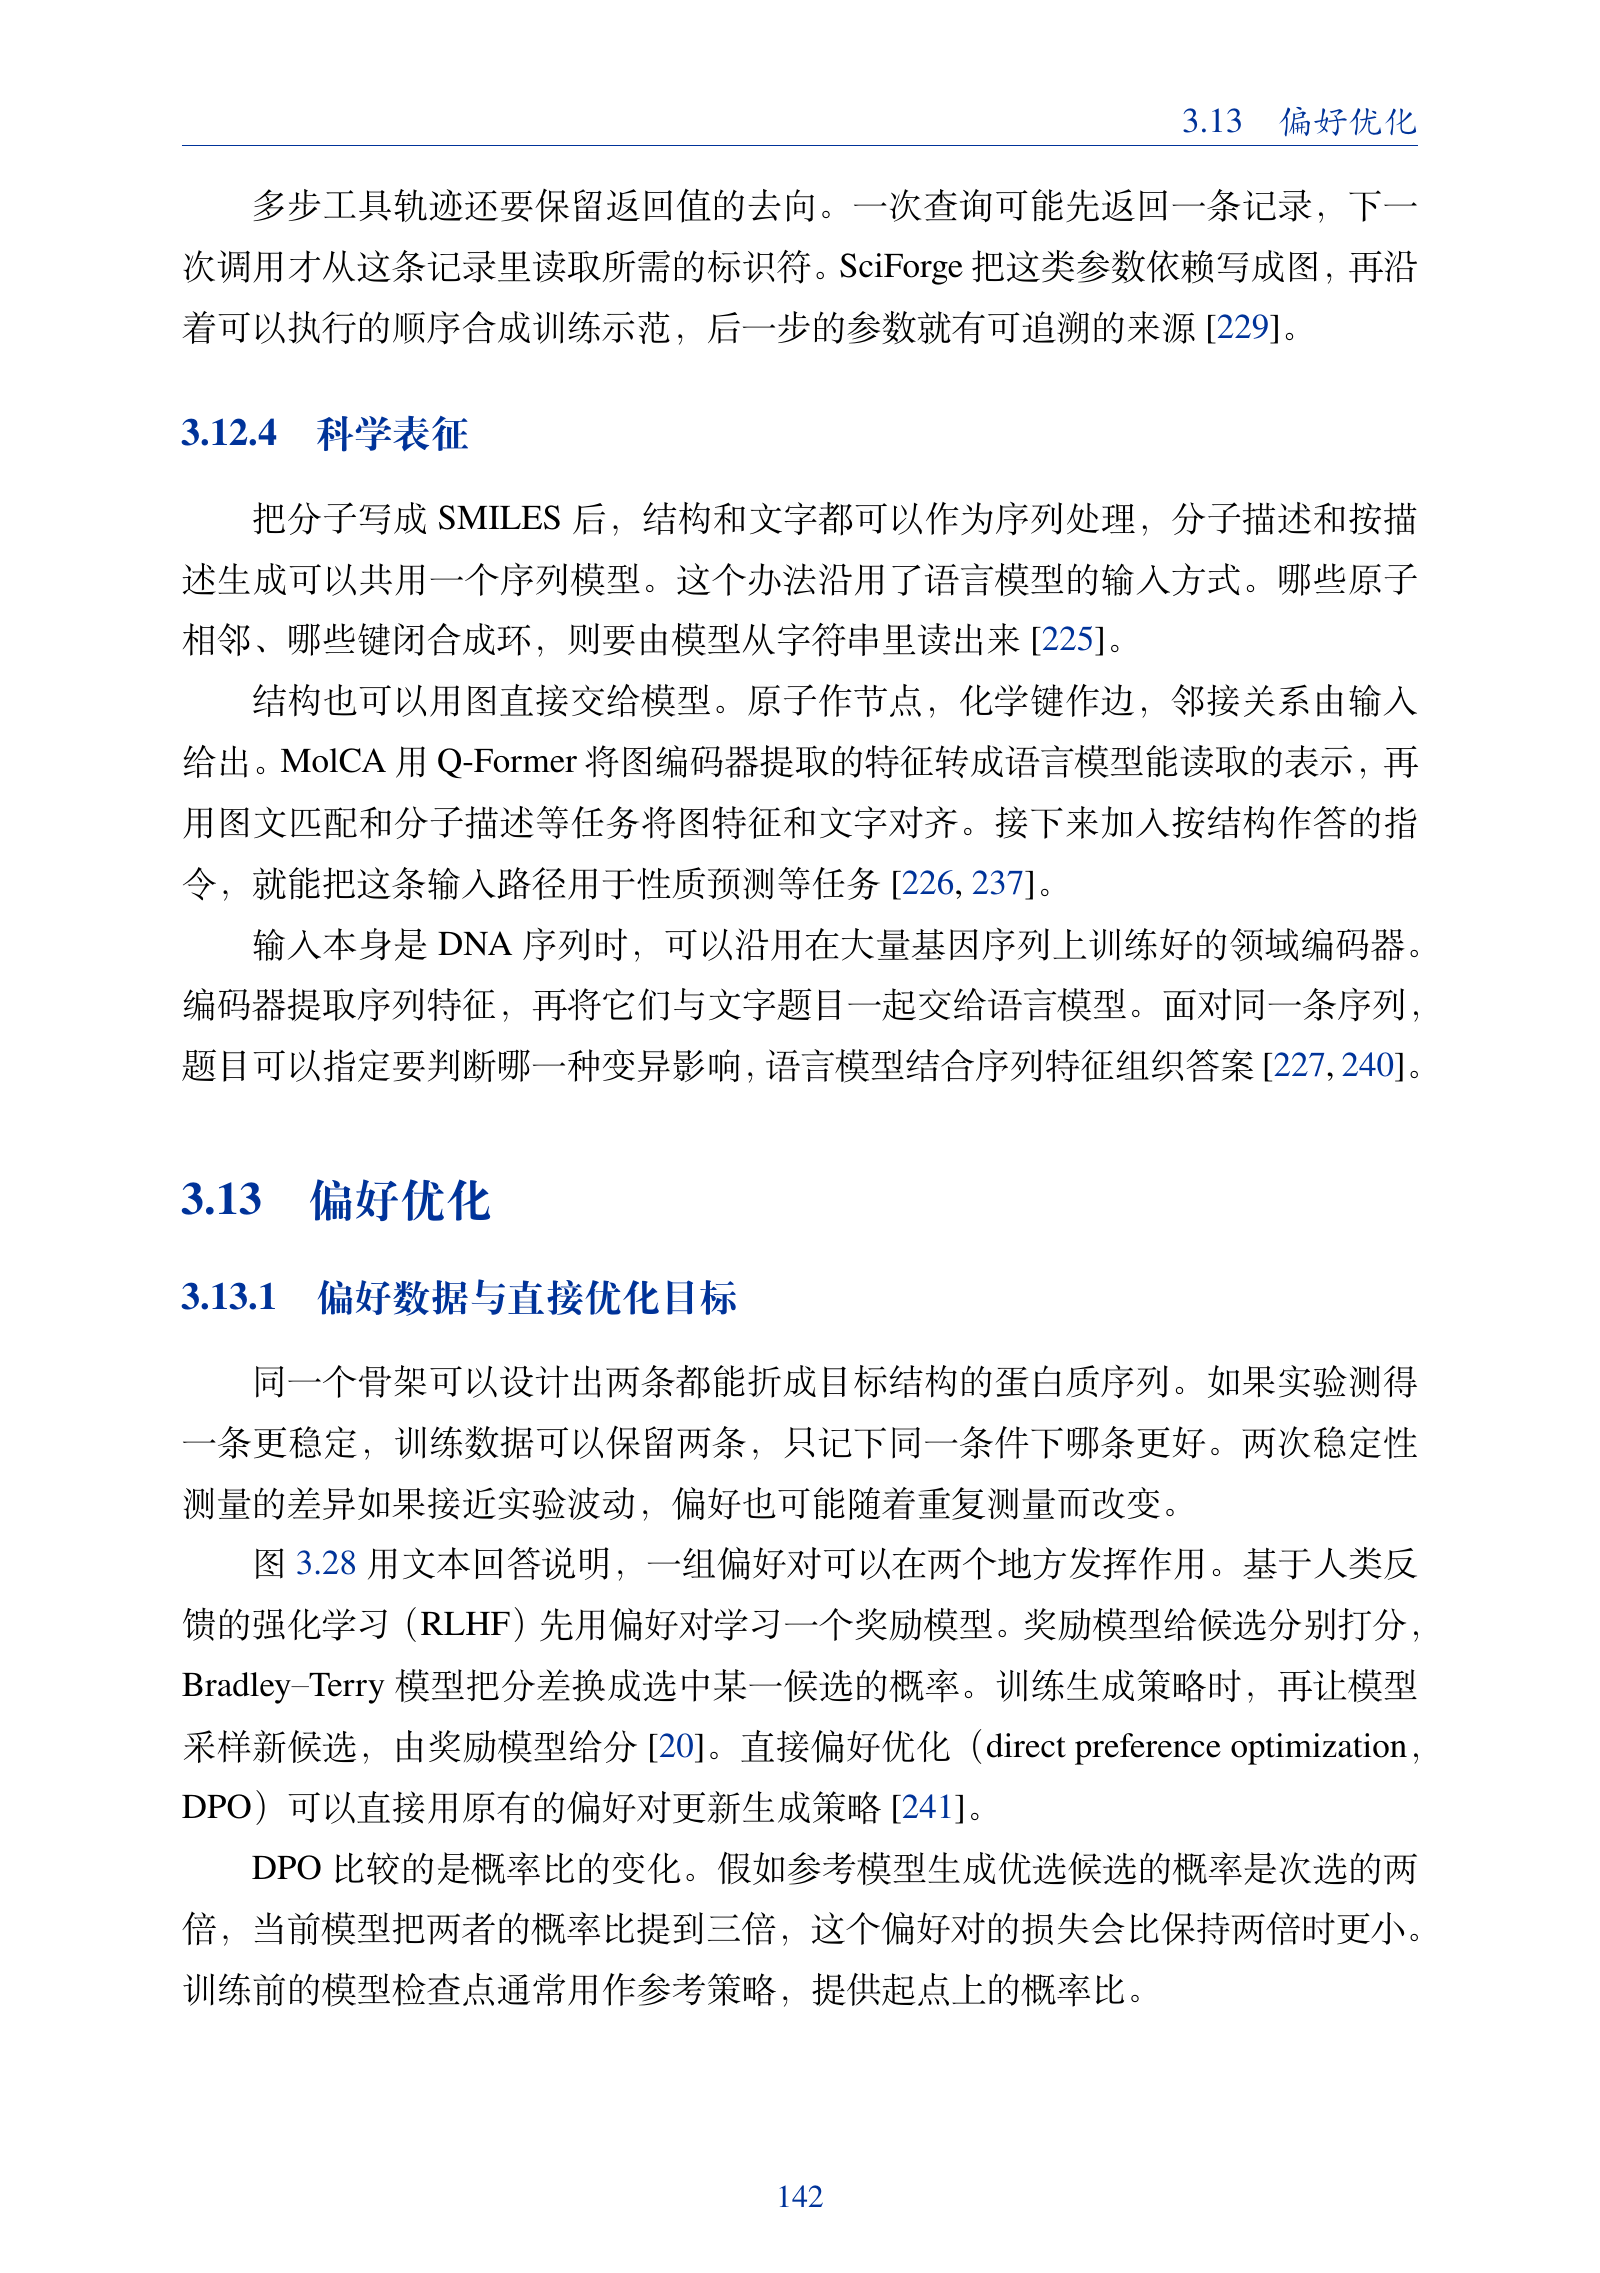 3.13 偏好优化
多步工具轨迹还要保留返回值的去向。一次查询可能先返回一条记录，下一
次调用才从这条记录里读取所需的标识符。SciForge 把这类参数依赖写成图，再沿
着可以执行的顺序合成训练示范，后一步的参数就有可追溯的来源 [229]。
3.12.4 科学表征
把分子写成 SMILES 后，结构和文字都可以作为序列处理，分子描述和按描
述生成可以共用一个序列模型。这个办法沿用了语言模型的输入方式。哪些原子
相邻、哪些键闭合成环，则要由模型从字符串里读出来 [225]。
结构也可以用图直接交给模型。原子作节点，化学键作边，邻接关系由输入
给出。MolCA 用 Q-Former 将图编码器提取的特征转成语言模型能读取的表示，再
用图文匹配和分子描述等任务将图特征和文字对齐。接下来加入按结构作答的指
令，就能把这条输入路径用于性质预测等任务 [226, 237]。
输入本身是 DNA 序列时，可以沿用在大量基因序列上训练好的领域编码器。
编码器提取序列特征，再将它们与文字题目一起交给语言模型。面对同一条序列，
题目可以指定要判断哪一种变异影响，语言模型结合序列特征组织答案 [227, 240]。
3.13 偏好优化
3.13.1 偏好数据与直接优化目标
同一个骨架可以设计出两条都能折成目标结构的蛋白质序列。如果实验测得
一条更稳定，训练数据可以保留两条，只记下同一条件下哪条更好。两次稳定性
测量的差异如果接近实验波动，偏好也可能随着重复测量而改变。
图 3.28 用文本回答说明，一组偏好对可以在两个地方发挥作用。基于人类反
馈的强化学习（RLHF）先用偏好对学习一个奖励模型。奖励模型给候选分别打分，
Bradley–Terry 模型把分差换成选中某一候选的概率。训练生成策略时，再让模型
采样新候选，由奖励模型给分 [20]。直接偏好优化（direct preference optimization，
DPO）可以直接用原有的偏好对更新生成策略 [241]。
DPO 比较的是概率比的变化。假如参考模型生成优选候选的概率是次选的两
倍，当前模型把两者的概率比提到三倍，这个偏好对的损失会比保持两倍时更小。
训练前的模型检查点通常用作参考策略，提供起点上的概率比。
142